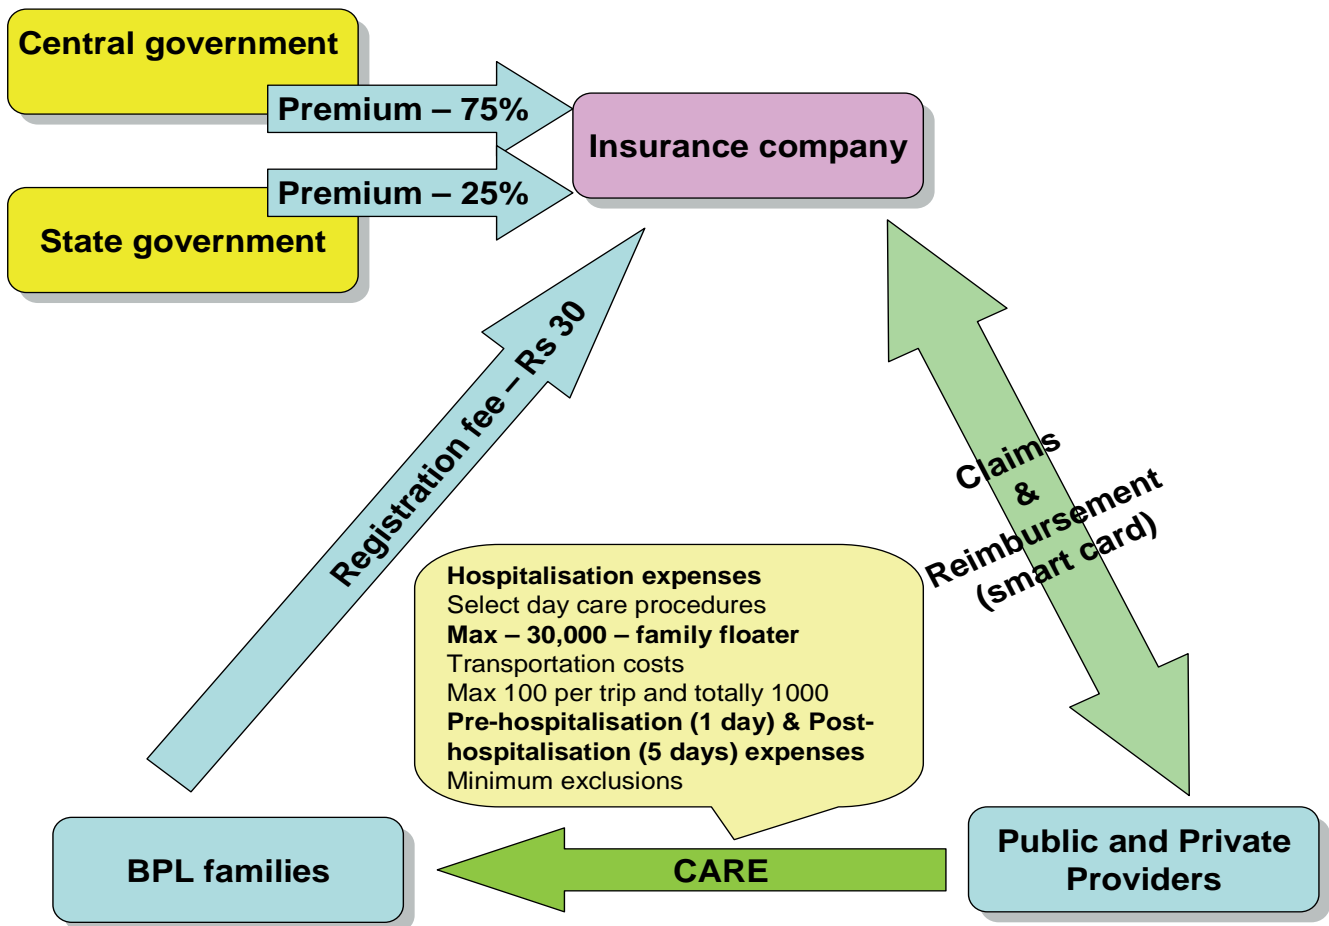 Central government
Premium – 75%
Insurance company
Premium – 25%
State government
Registration fee – Rs 30
Claims
&
Reimbursement
(smart card)
Hospitalisation expenses
Select day care procedures
Max – 30,000 – family floater
Transportation costs
Max 100 per trip and totally 1000
Pre-hospitalisation (1 day) & Post-
hospitalisation (5 days) expenses
Minimum exclusions
BPL families
CARE
Public and Private
Providers